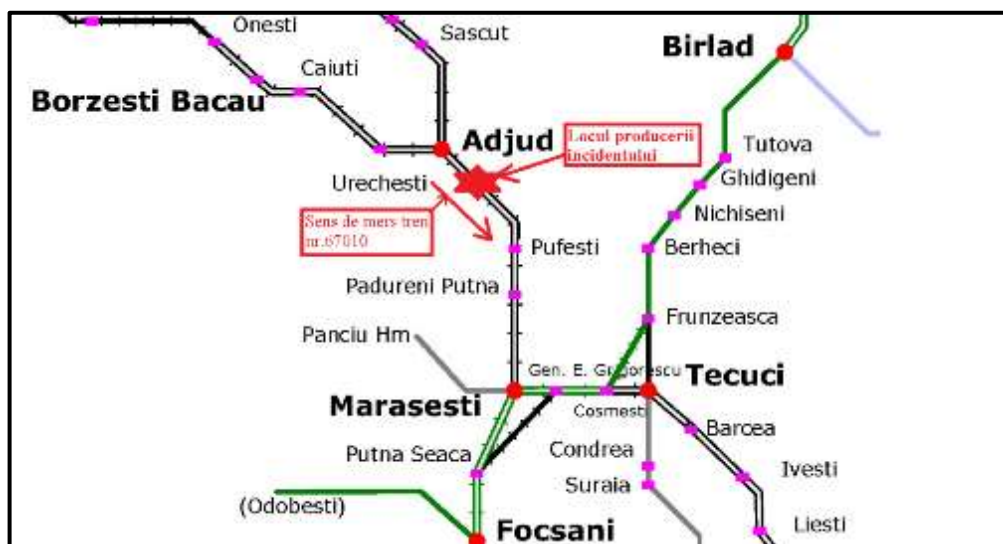 Onesti
Sascut
Birlad
Caiuti
Borzesti Bacau
Adjud
Locul producerii
incidentului
Tutova
Urechesti
Ghidigeni
Sens de mers tren
nr.67010
Nichiseni
Pufesti
Berheci
Padureni Putna
Frunzeasca
Panciu Hm
Gen. E. Grigorescu
Tecuci
Marasesti
Cosmesti
Barcea
Putna Seaca
Condrea
Ivesti
Suraia
(Odobesti)
Liesti
Focsani